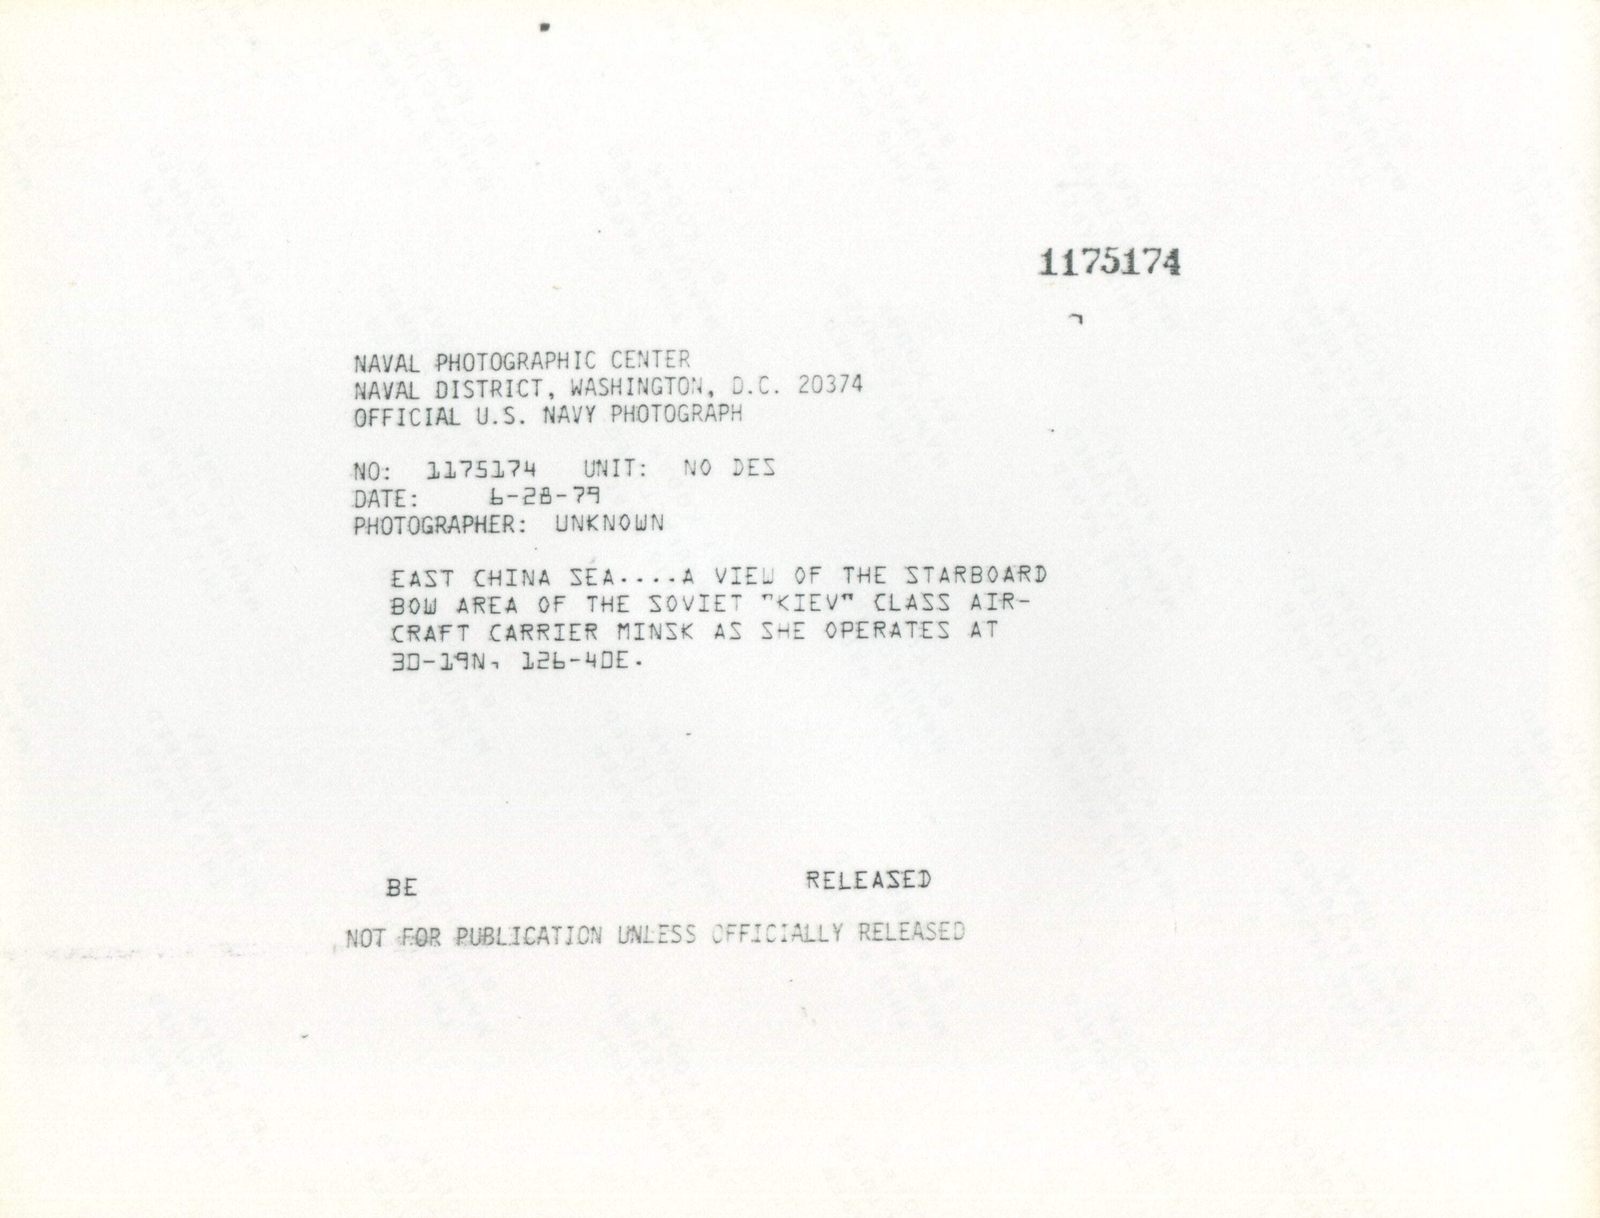 1175174
NAVAL PHOTOGRAPHIC CENTER
NAVAL DISTRICT, WASHINGTON, D.C. 20374
OFFICIAL U.S. NAVY PHOTOGRAPH
NO: 1175174 UNIT: NO DES
DATE: 6-28-79
PHOTOGRAPHER: UNKNOWN
EAST CHINA SEA....A VIEW OF THE STARBOARD
BOW AREA OF THE SOVIET "KIEV" CLASS AIR-
CRAFT CARRIER MINSK AS SHE OPERATES AT
30-19N, 126-40E.
BE RELEASED
NOT FOR PUBLICATION UNLESS OFFICIALLY RELEASED